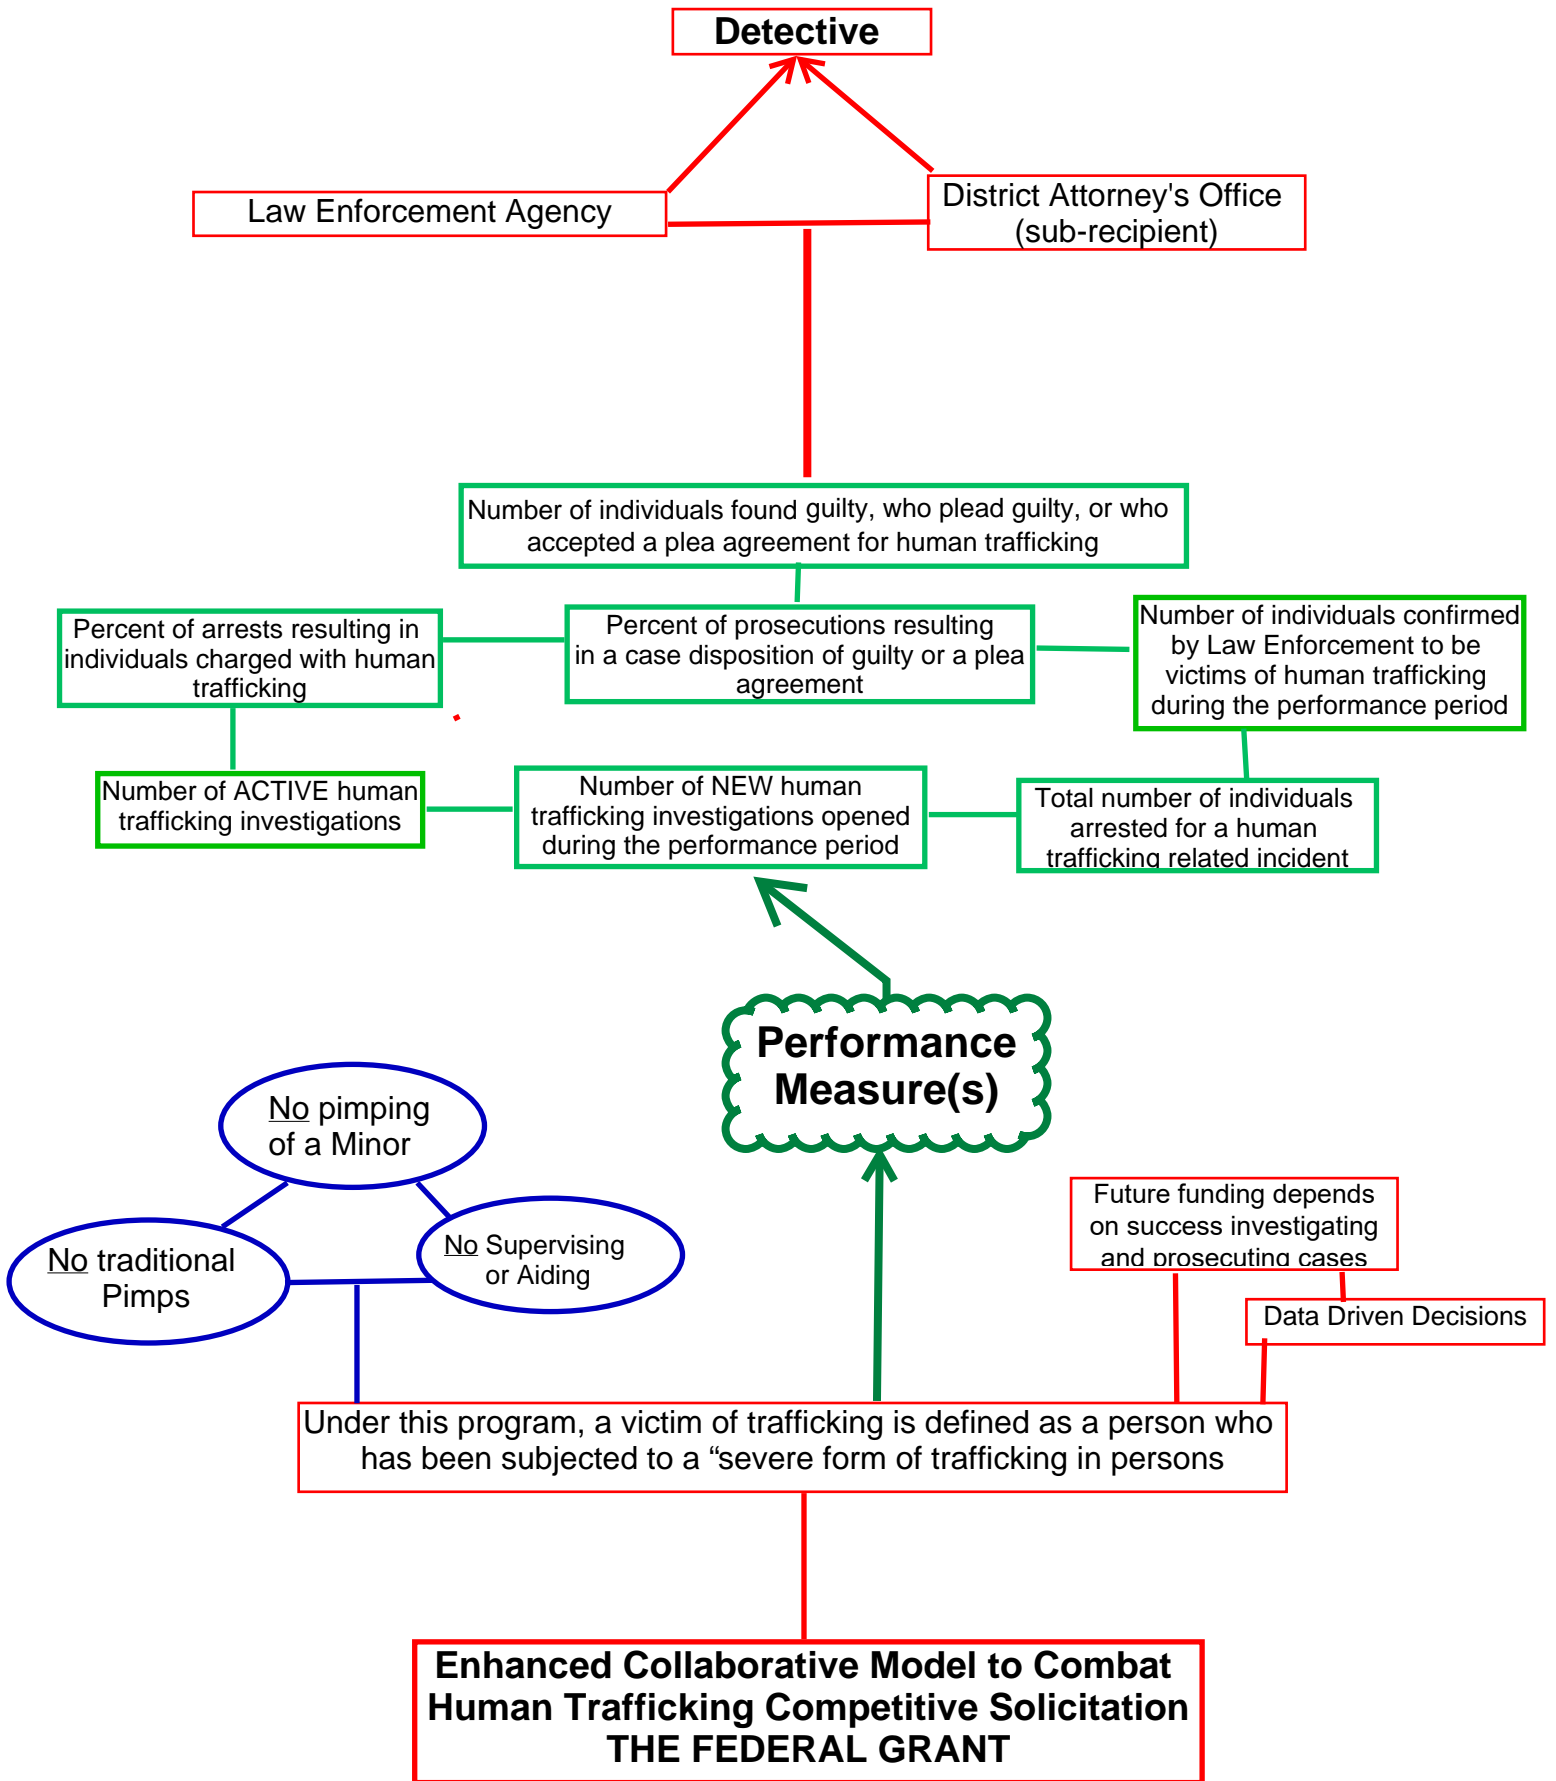 Detective
Law Enforcement Agency
District Attorney's Office
(sub-recipient)
Number of individuals found guilty, who plead guilty, or who
accepted a plea agreement for human trafficking
Percent of arrests resulting in
individuals charged with human
trafficking
Percent of prosecutions resulting
in a case disposition of guilty or a plea
agreement
Number of individuals confirmed
by Law Enforcement to be
victims of human trafficking
during the performance period
Number of ACTIVE human
trafficking investigations
Number of NEW human
trafficking investigations opened
during the performance period
Total number of individuals
arrested for a human
trafficking related incident
Performance
Measure(s)
No pimping
of a Minor
No traditional
Pimps
No Supervising
or Aiding
Future funding depends
on success investigating
and prosecuting cases
Data Driven Decisions
Under this program, a victim of trafficking is defined as a person who
has been subjected to a “severe form of trafficking in persons
Enhanced Collaborative Model to Combat
Human Trafficking Competitive Solicitation
THE FEDERAL GRANT